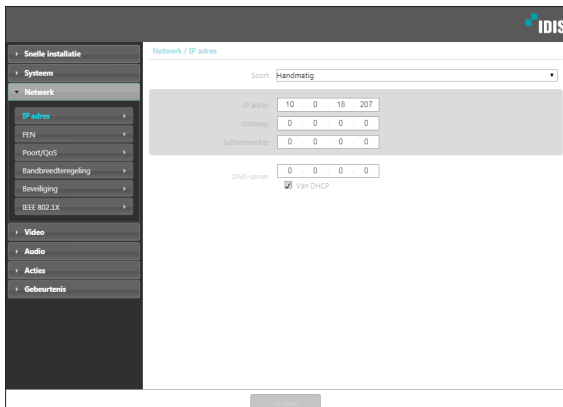 IDIS
Snelle installatie
Systeem
Netwerk
IP adres
FEN
Poort/QoS
Bandbreedteregeling
Beveiliging
IEEE 802.1X
Video
Audio
Acties
Gebeurtenis
Netwerk / IP adres
Soort Handmatig
IP adres 10 . 0 . 18 . 207
Gateway 0 . 0 . 0 . 0
Subnetmasker 0 . 0 . 0 . 0
DNS-server 0 . 0 . 0 . 0
Van DHCP